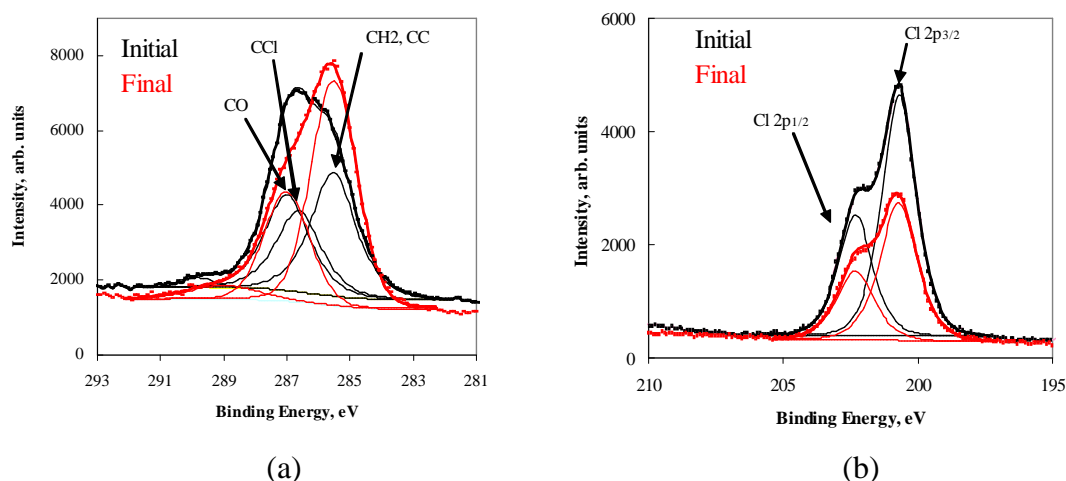 Initial
Final
CCl
CH2, CC
CO
Intensity, arb. units
8000
6000
4000
2000
0
293
291
289
287
285
283
281
Binding Energy, eV
(a)
Initial
Final
Cl 2p3/2
Cl 2p1/2
Intensity, arb. units
6000
4000
2000
0
210
205
200
195
Binding Energy, eV
(b)